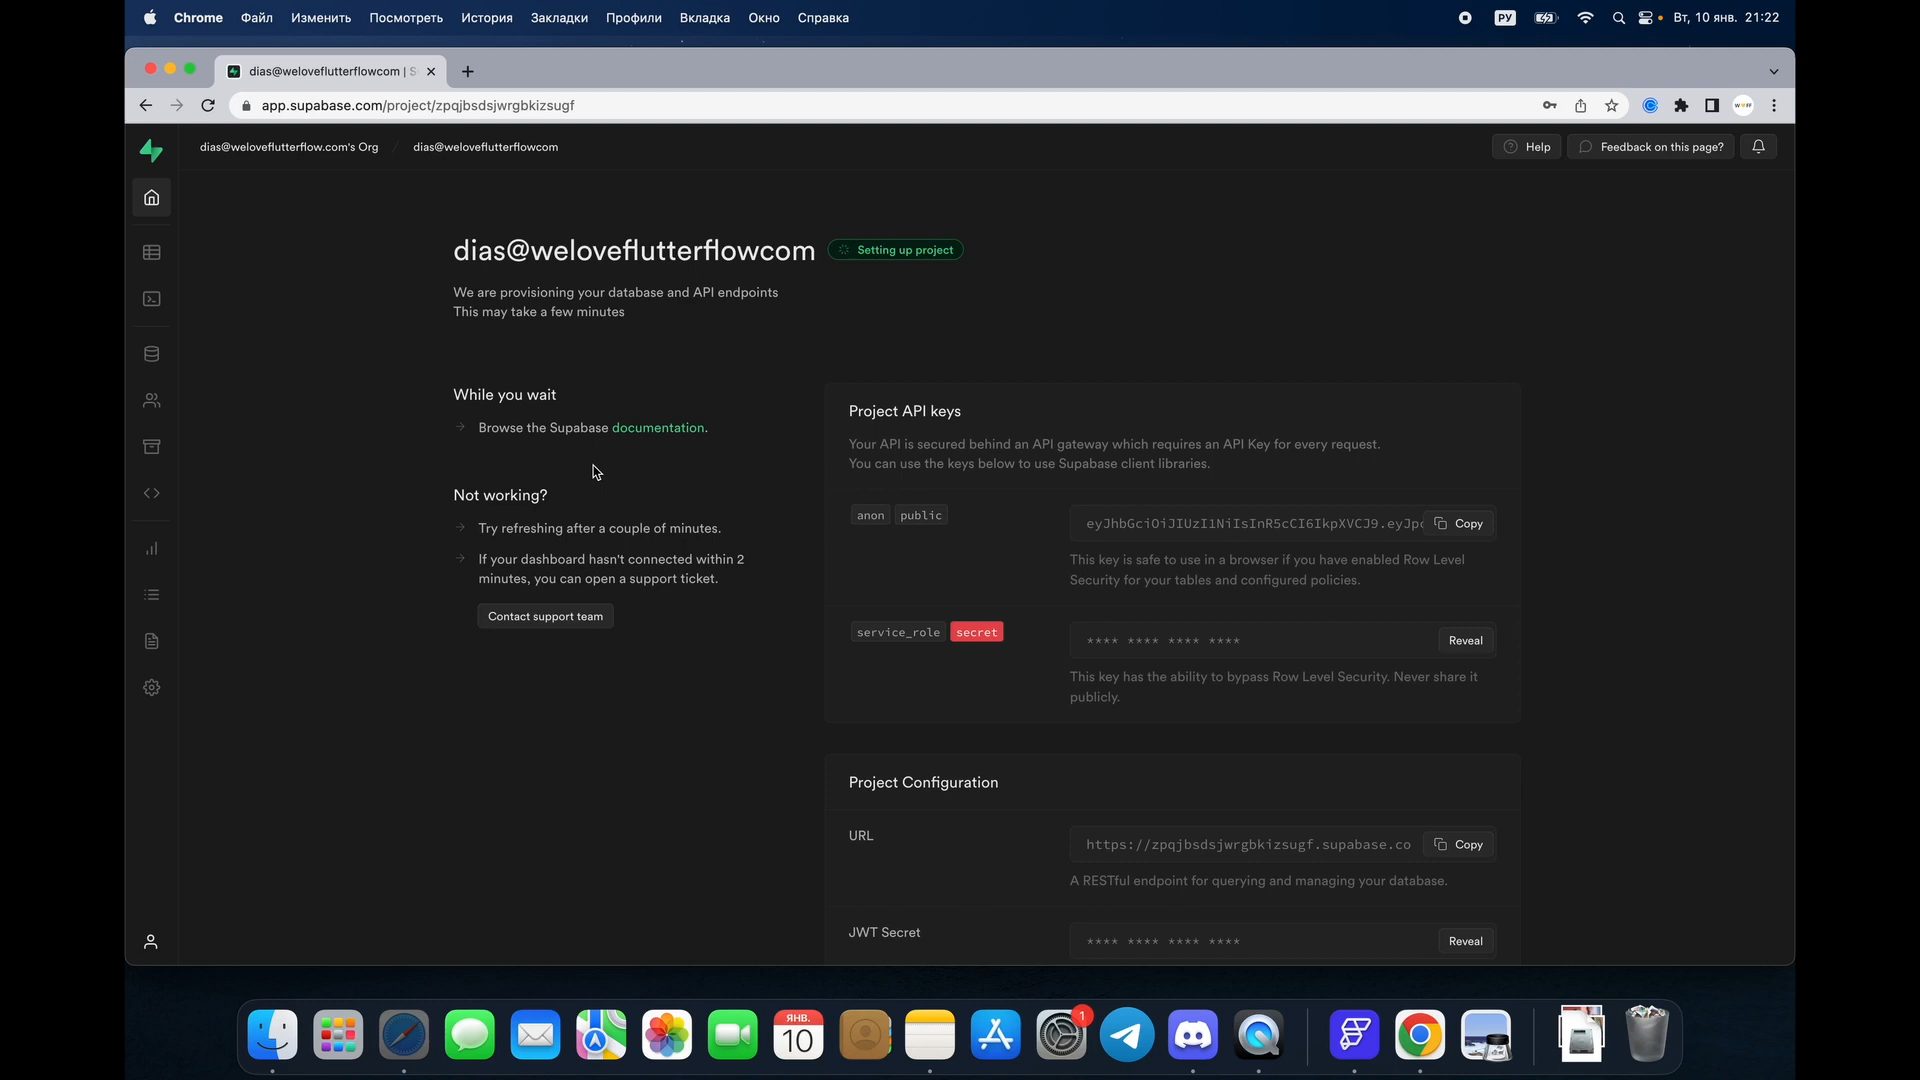 Chrome Файл Изменить Посмотреть История Закладки Профили Вкладка Окно Справка РУ Вт, 10 янв. 21:22
dias@weloveflutterflowcom | S
app.supabase.com/project/zpqjbsdsjwrgbkizsugf
dias@weloveflutterflow.com's Org / dias@weloveflutterflowcom Help Feedback on this page?
dias@weloveflutterflowcom Setting up project
We are provisioning your database and API endpoints
This may take a few minutes
While you wait
Browse the Supabase documentation.
Not working?
Try refreshing after a couple of minutes.
If your dashboard hasn't connected within 2
minutes, you can open a support ticket.
Contact support team
Project API keys
Your API is secured behind an API gateway which requires an API Key for every request.
You can use the keys below to use Supabase client libraries.
anon public eyJhbGciOiJIUzI1NiIsInR5cCI6IkpXVCJ9.eyJpc Copy
This key is safe to use in a browser if you have enabled Row Level
Security for your tables and configured policies.
service_role secret **** **** **** **** Reveal
This key has the ability to bypass Row Level Security. Never share it
publicly.
Project Configuration
URL https://zpqjbsdsjwrgbkizsugf.supabase.co Copy
A RESTful endpoint for querying and managing your database.
JWT Secret **** **** **** **** Reveal
ЯНВ.
10
1